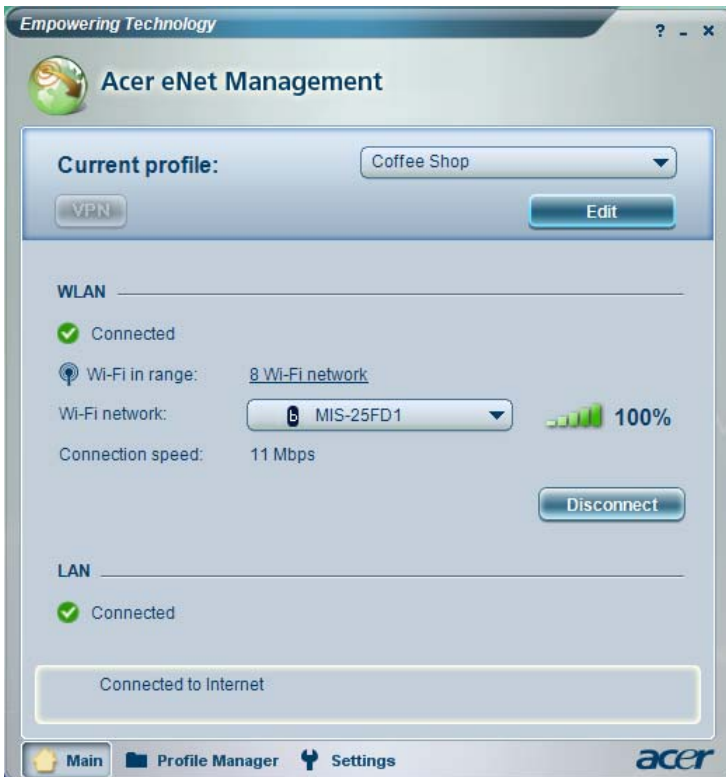 Empowering Technology
? - x
Acer eNet Management
Current profile: Coffee Shop
VPN Edit
WLAN
Connected
Wi-Fi in range: 8 Wi-Fi network
Wi-Fi network: b MIS-25FD1 100%
Connection speed: 11 Mbps
Disconnect
LAN
Connected
Connected to Internet
Main Profile Manager Settings acer